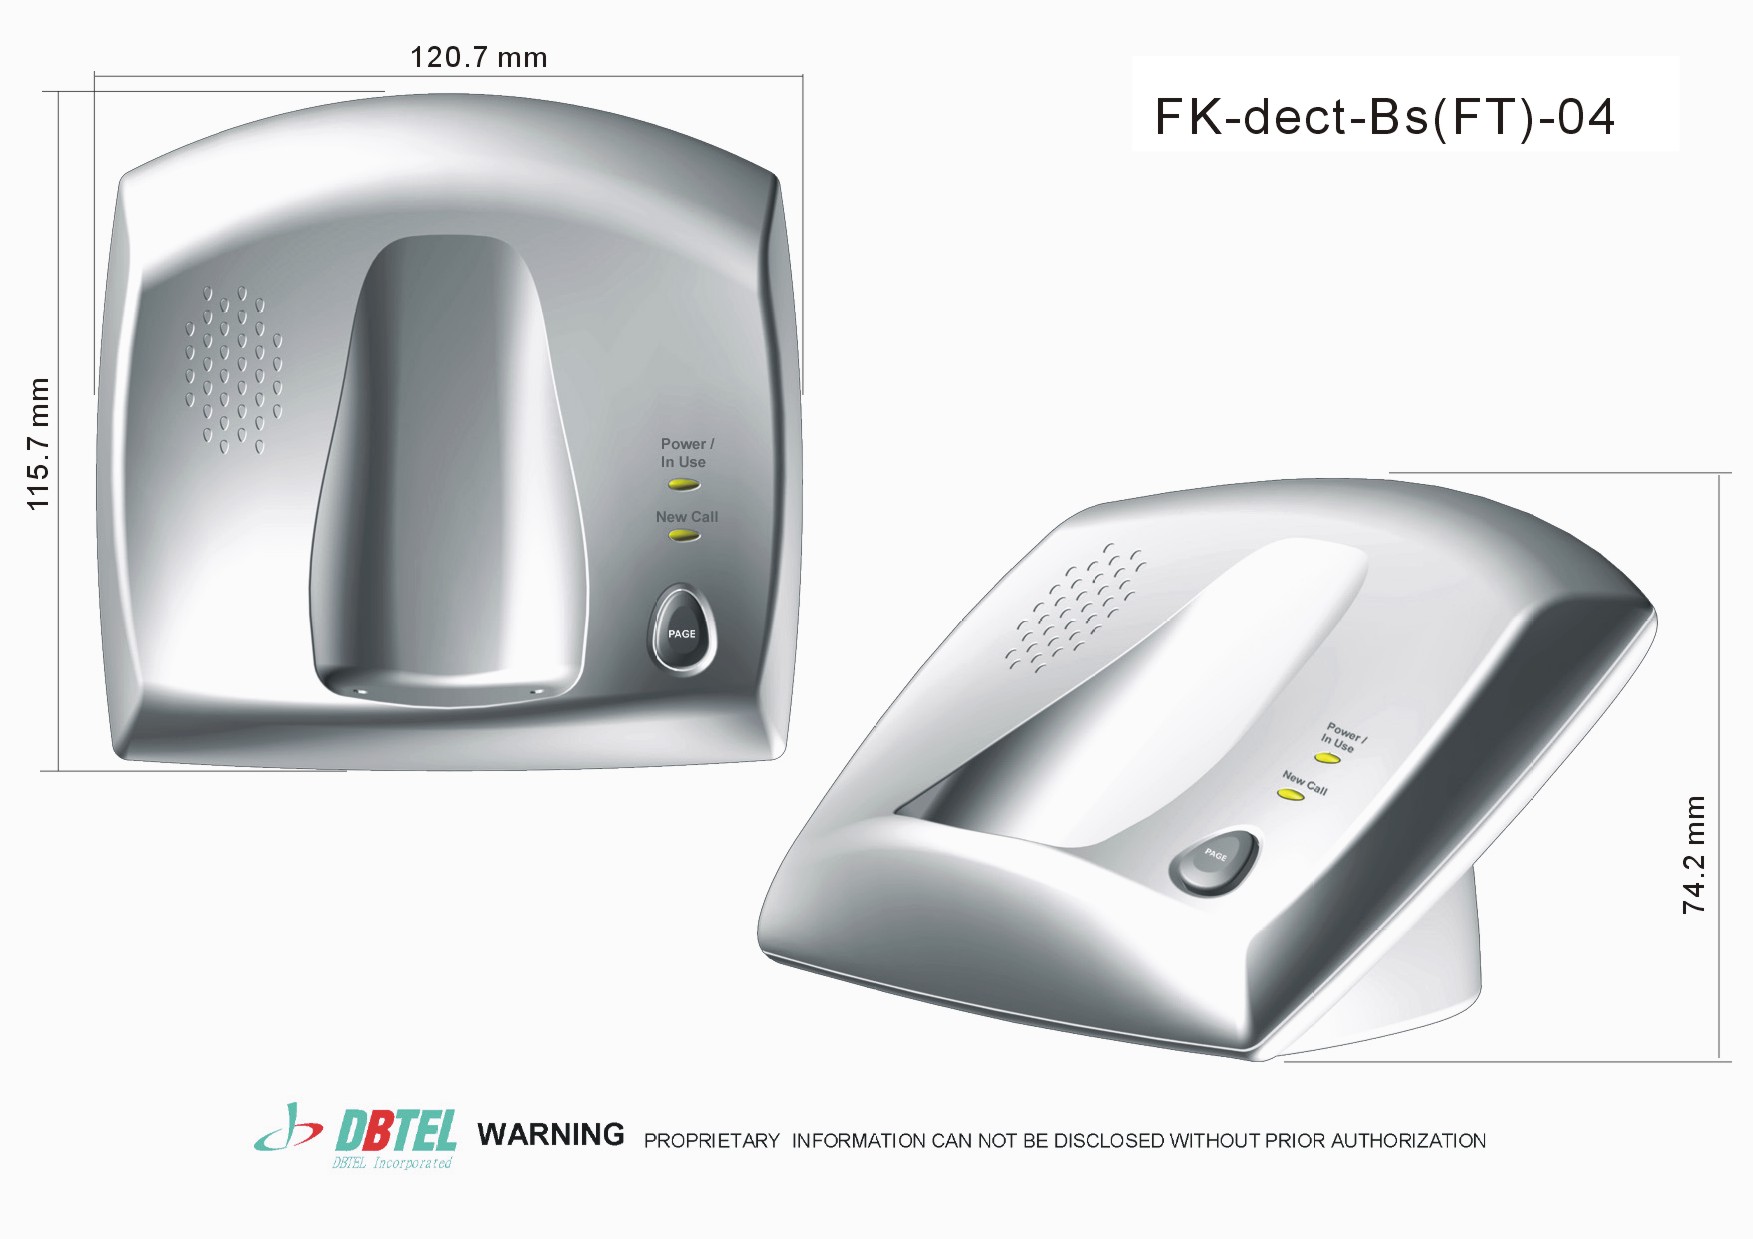 120.7 mm
FK-dect-Bs(FT)-04
115.7 mm
Power /
In Use
New Call
PAGE
Power /
In Use
New Call
PAGE
74.2 mm
DBTEL
DBTEL Incorporated
WARNING PROPRIETARY INFORMATION CAN NOT BE DISCLOSED WITHOUT PRIOR AUTHORIZATION